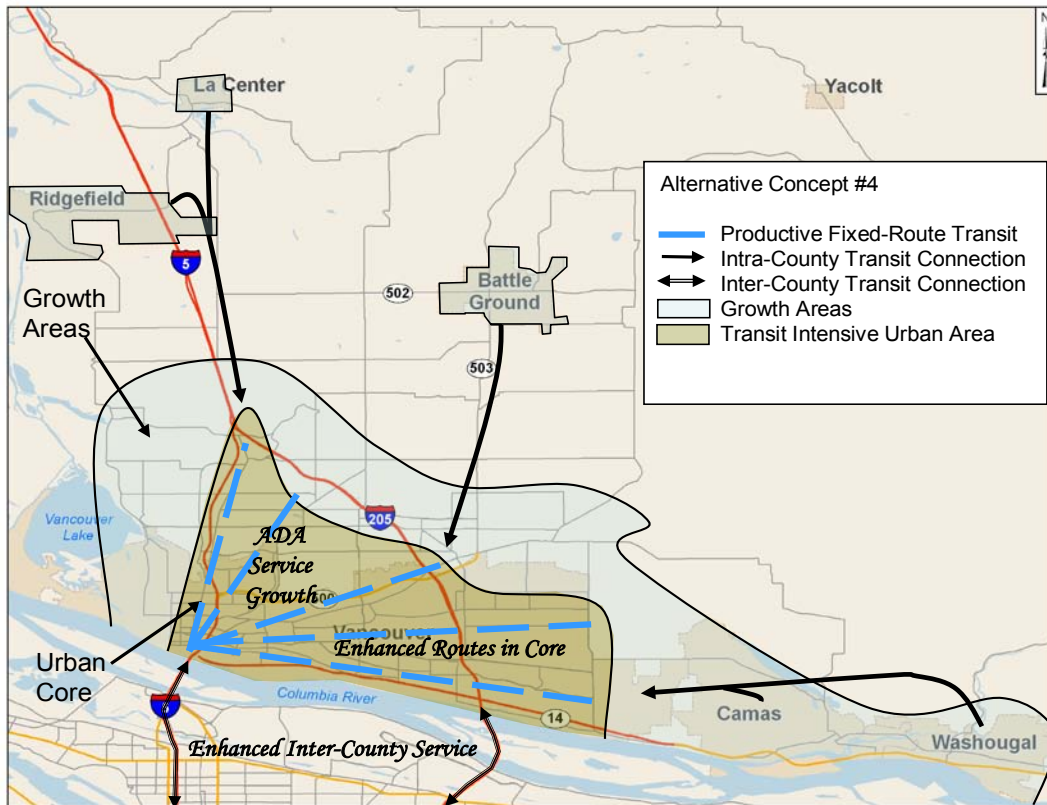 N
La Center
Yacolt
Ridgefield
5
Growth
Areas
502
Battle
Ground
503
Alternative Concept #4
Productive Fixed-Route Transit
Intra-County Transit Connection
Inter-County Transit Connection
Growth Areas
Transit Intensive Urban Area
Vancouver
Lake
205
ADA
Service
Growth
500
Vancouver
Enhanced Routes in Core
Urban
Core
Columbia River
14
Camas
Washougal
Enhanced Inter-County Service